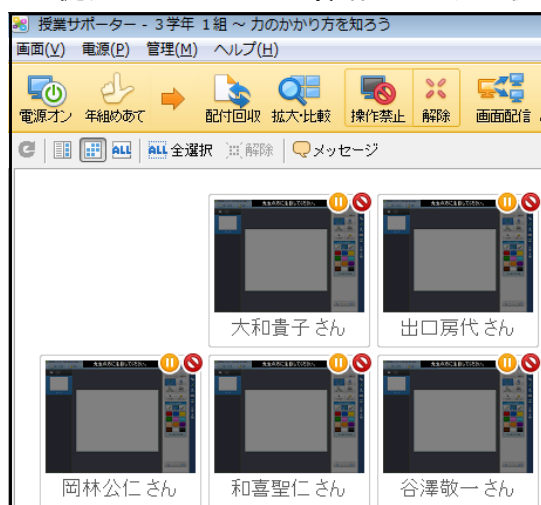 授業サポーター - 3学年 1組 ～ 力のかかり方を知ろう
画面(V) 電源(P) 管理(M) ヘルプ(H)
電源オン 年組めあて 配付回収 拡大・比較 操作禁止 解除 画面配信
ALL ALL 全選択 解除 メッセージ
大和貴子さん 出口房代さん
岡林公仁さん 和喜聖仁さん 谷澤敬一さん